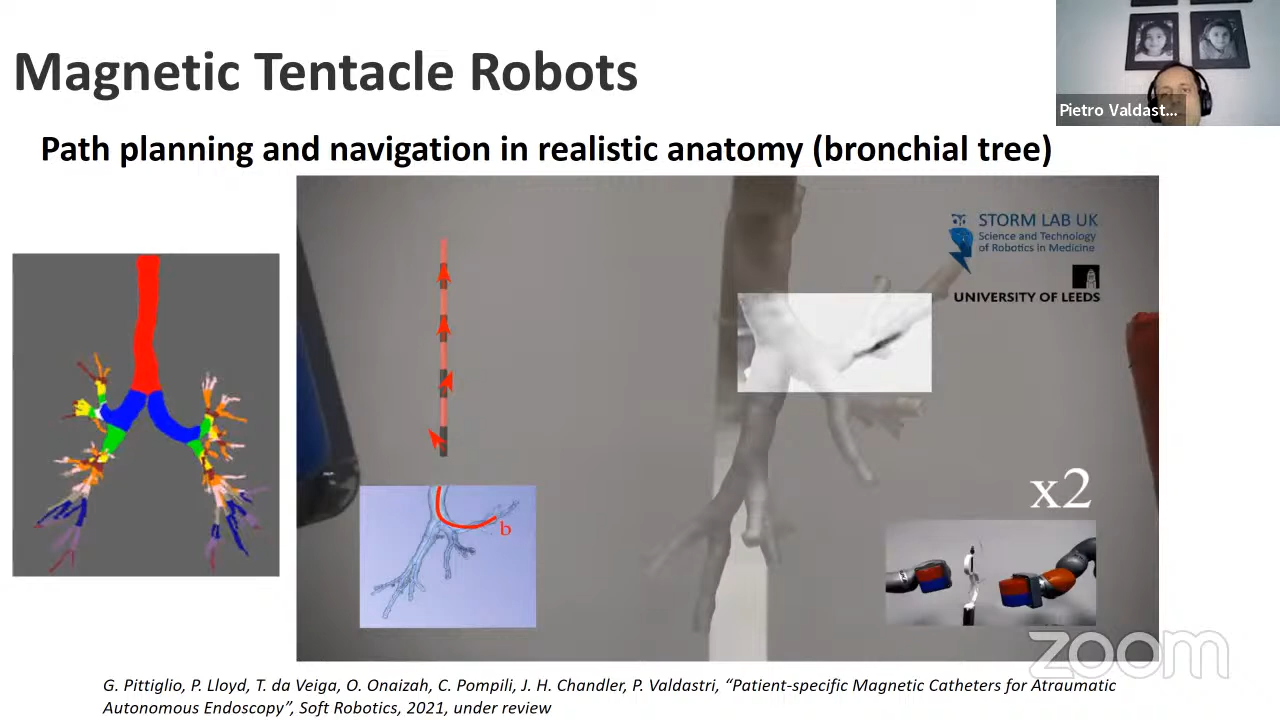 Magnetic Tentacle Robots
Pietro Valdast...
Path planning and navigation in realistic anatomy (bronchial tree)
STORM LAB UK
Science and Technology
of Robotics in Medicine
UNIVERSITY OF LEEDS
b
x2
zoom
G. Pittiglio, P. Lloyd, T. da Veiga, O. Onaizah, C. Pompili, J. H. Chandler, P. Valdastri, “Patient-specific Magnetic Catheters for Atraumatic
Autonomous Endoscopy”, Soft Robotics, 2021, under review